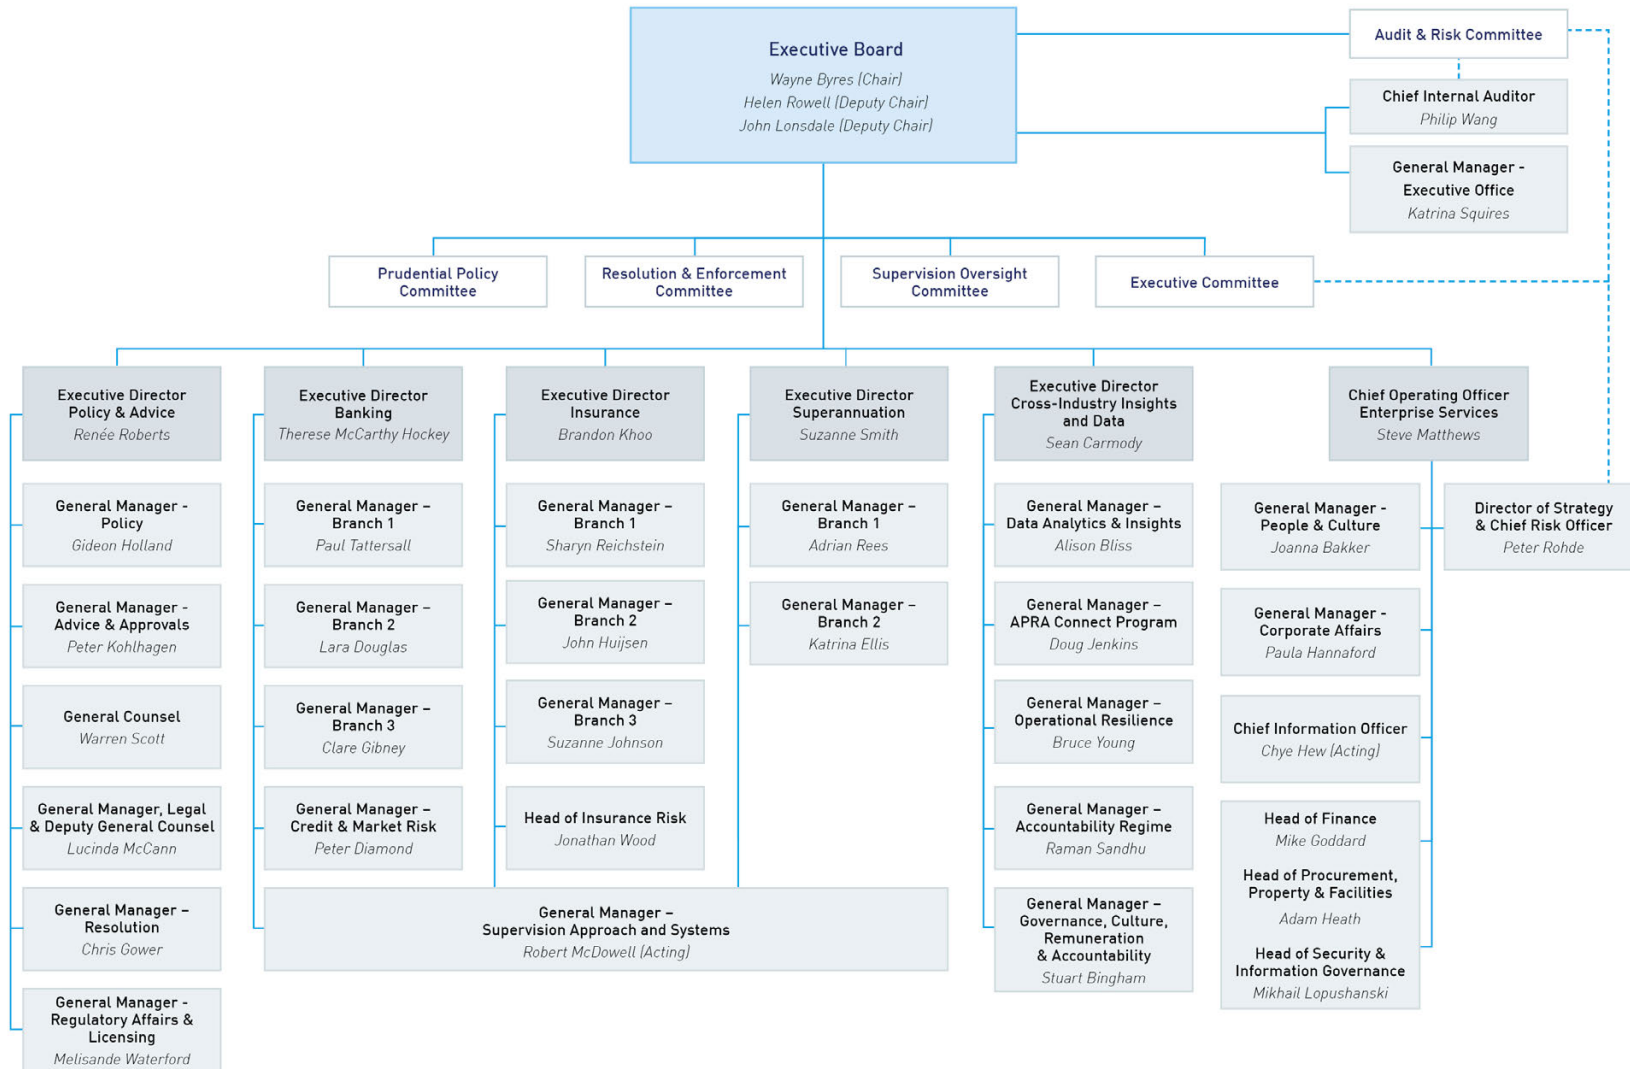 Executive Board
Wayne Byres (Chair)
Helen Rowell (Deputy Chair)
John Lonsdale (Deputy Chair)
Audit & Risk Committee
Chief Internal Auditor
Philip Wang
General Manager -
Executive Office
Katrina Squires
Prudential Policy
Committee
Resolution & Enforcement
Committee
Supervision Oversight
Committee
Executive Committee
Executive Director
Policy & Advice
Renée Roberts
General Manager -
Policy
Gideon Holland
General Manager -
Advice & Approvals
Peter Kohlhagen
General Counsel
Warren Scott
General Manager, Legal
& Deputy General Counsel
Lucinda McCann
General Manager –
Resolution
Chris Gower
General Manager -
Regulatory Affairs &
Licensing
Melisande Waterford
Executive Director
Banking
Therese McCarthy Hockey
General Manager –
Branch 1
Paul Tattersall
General Manager –
Branch 2
Lara Douglas
General Manager –
Branch 3
Clare Gibney
General Manager –
Credit & Market Risk
Peter Diamond
Executive Director
Insurance
Brandon Khoo
General Manager –
Branch 1
Sharyn Reichstein
General Manager –
Branch 2
John Huijsen
General Manager –
Branch 3
Suzanne Johnson
Head of Insurance Risk
Jonathan Wood
Executive Director
Superannuation
Suzanne Smith
General Manager –
Branch 1
Adrian Rees
General Manager –
Branch 2
Katrina Ellis
General Manager –
Supervision Approach and Systems
Robert McDowell (Acting)
Executive Director
Cross-Industry Insights
and Data
Sean Carmody
General Manager –
Data Analytics & Insights
Alison Bliss
General Manager –
APRA Connect Program
Doug Jenkins
General Manager –
Operational Resilience
Bruce Young
General Manager –
Accountability Regime
Raman Sandhu
General Manager –
Governance, Culture,
Remuneration
& Accountability
Stuart Bingham
Chief Operating Officer
Enterprise Services
Steve Matthews
General Manager -
People & Culture
Joanna Bakker
Director of Strategy
& Chief Risk Officer
Peter Rohde
General Manager -
Corporate Affairs
Paula Hannaford
Chief Information Officer
Chye Hew (Acting)
Head of Finance
Mike Goddard
Head of Procurement,
Property & Facilities
Adam Heath
Head of Security &
Information Governance
Mikhail Lopushanski